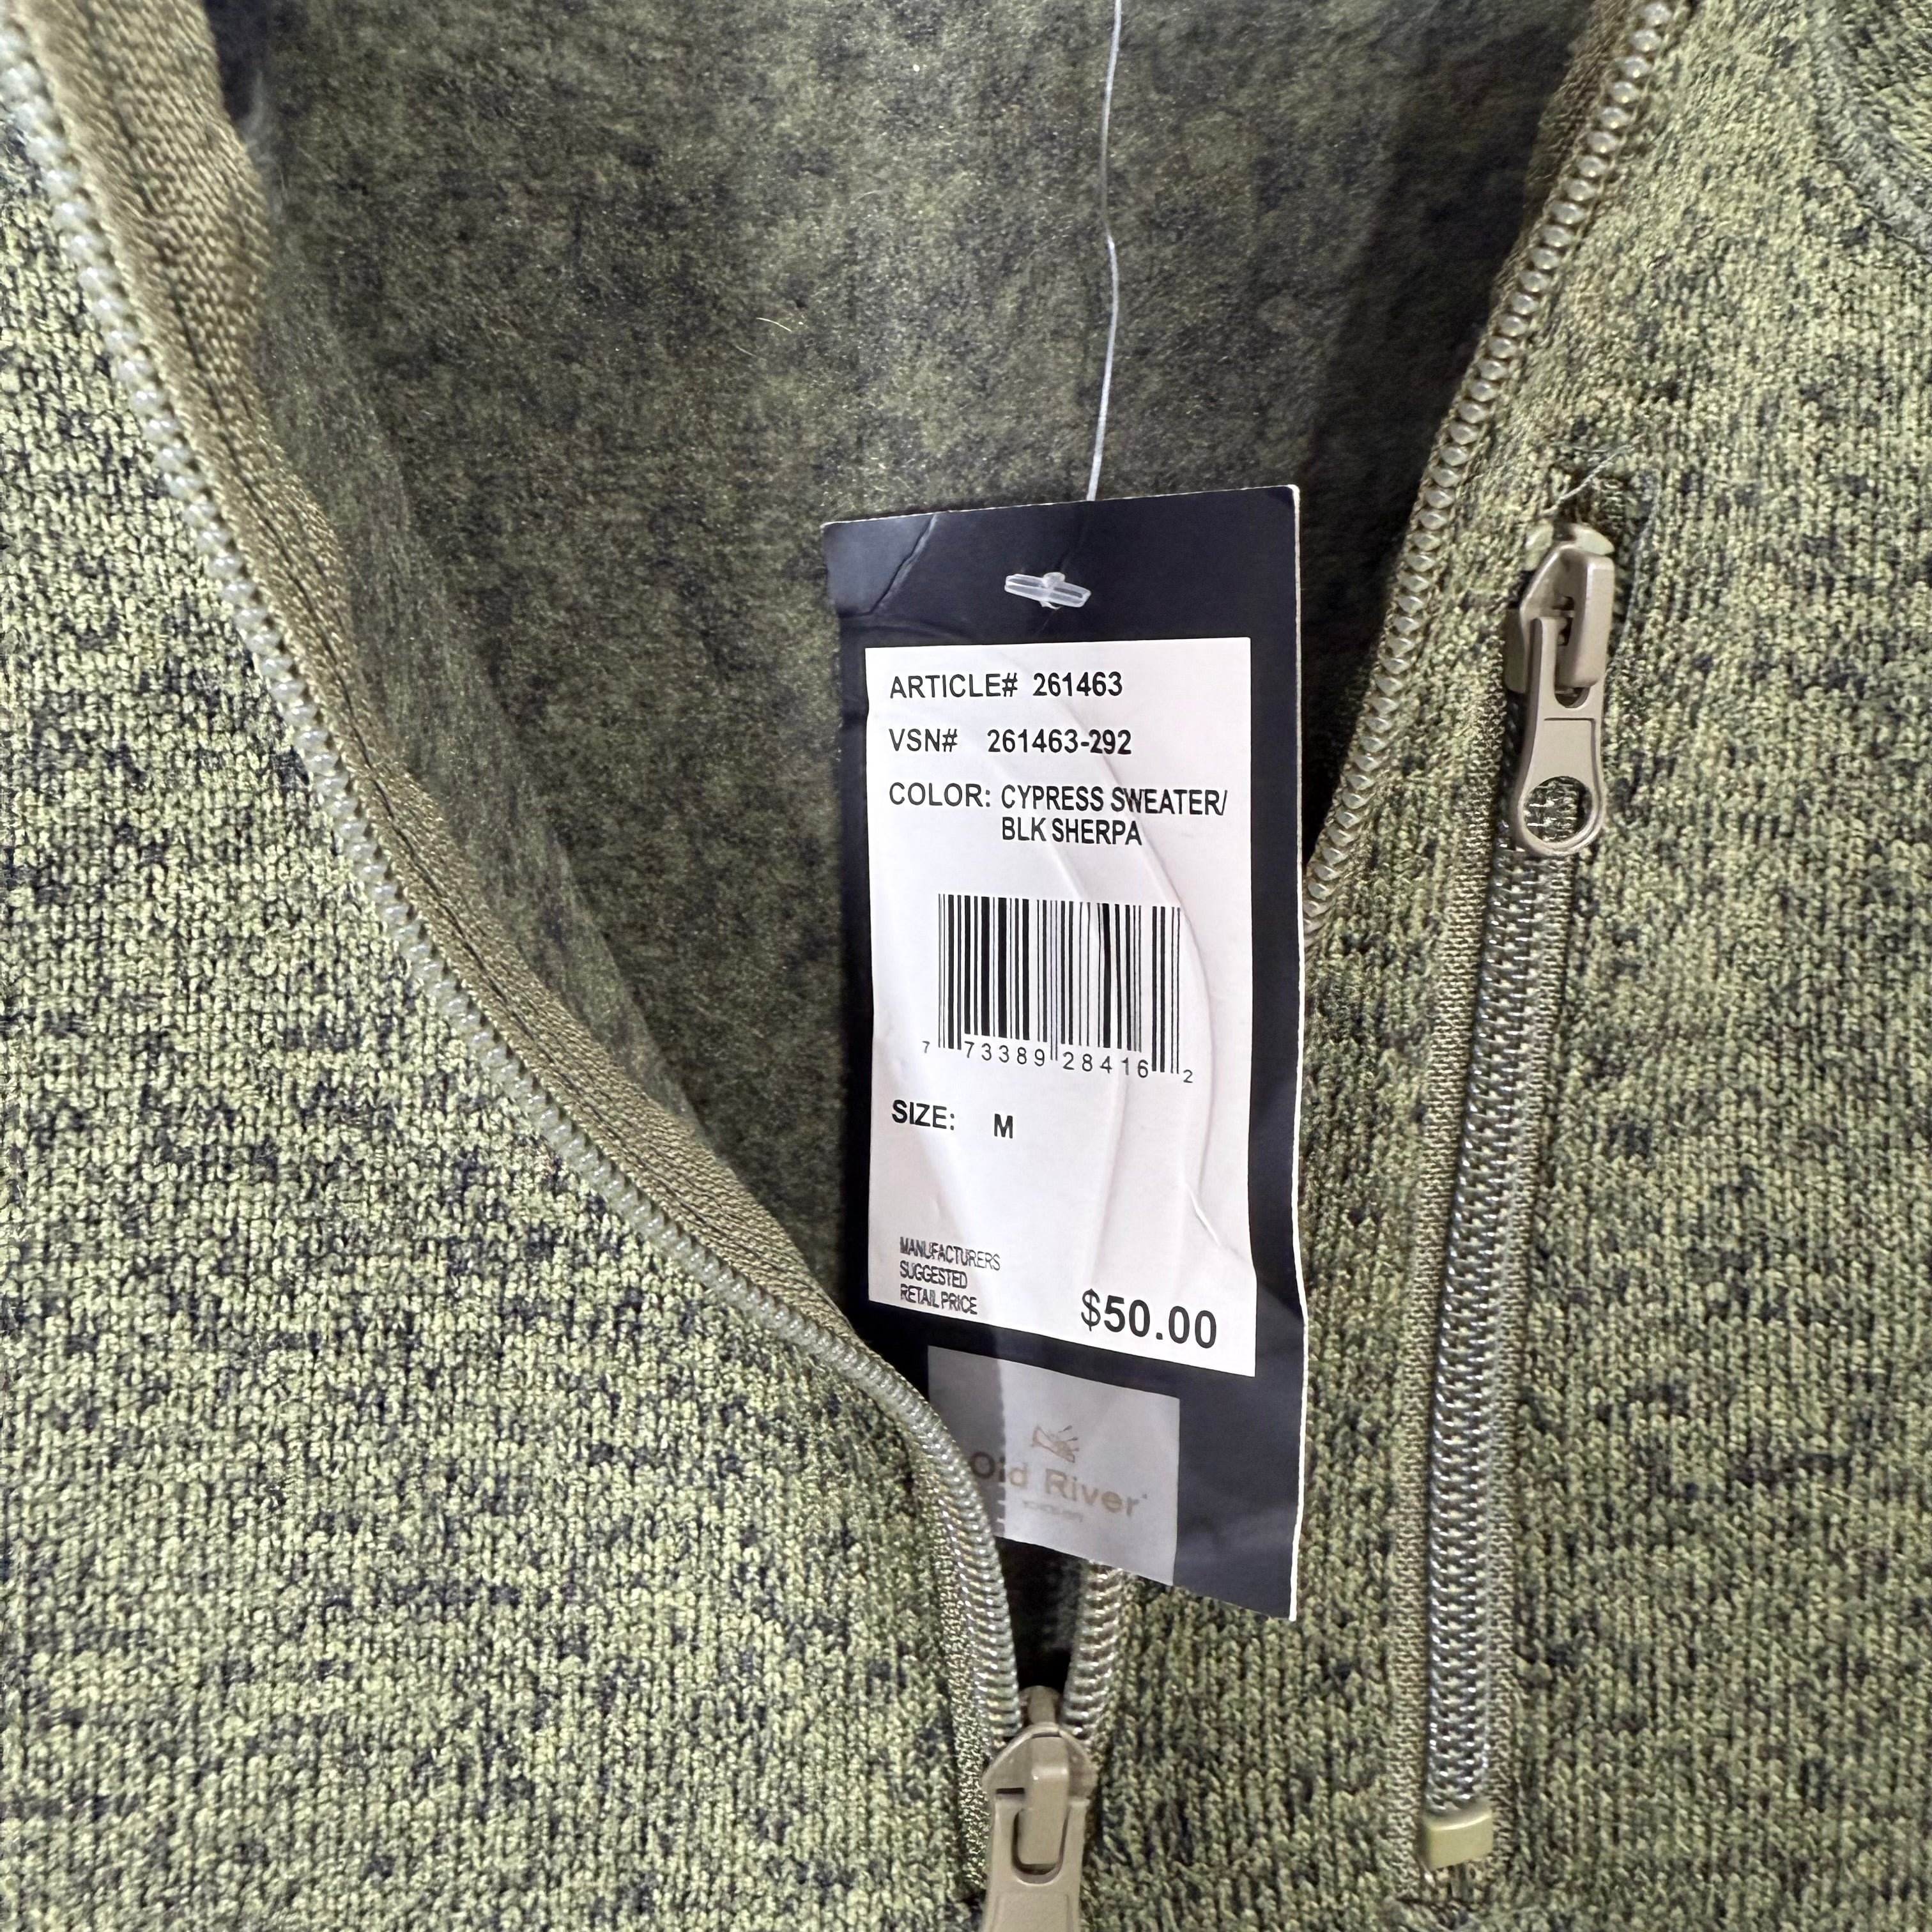 ARTICLE# 261463
VSN# 261463-292
COLOR: CYPRESS SWEATER/
BLK SHERPA
7 73389 28416 2
SIZE: M
MANUFACTURERS
SUGGESTED
RETAIL PRICE
$50.00
Old River